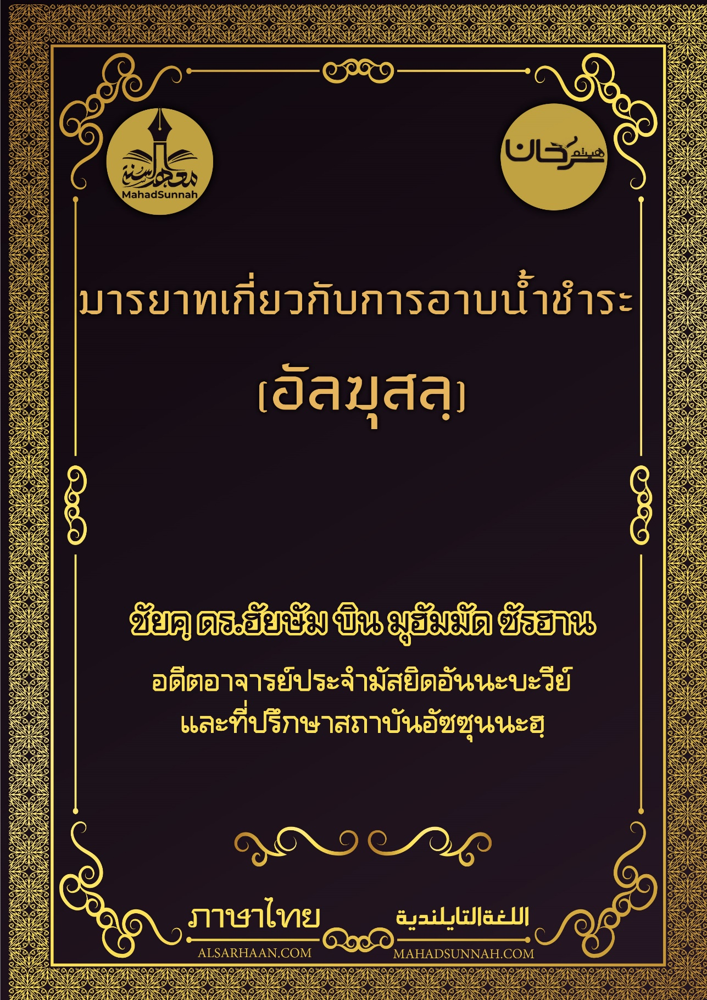 معهد السنة
MahadSunnah
هيثم سرحان
มารยาทเกี่ยวกับการอาบน้ำชำระ
(อัลฆุสลฺ)
ชัยคฺ ดร.ฮัยษัม บิน มุฮัมมัด ซัรฮาน
อดีตอาจารย์ประจำมัสยิดอันนะบะวีย์
และที่ปรึกษาสถาบันอัซซุนนะฮฺ
ภาษาไทย
اللغة التايلندية
ALSARHAAN.COM
MAHADSUNNAH.COM